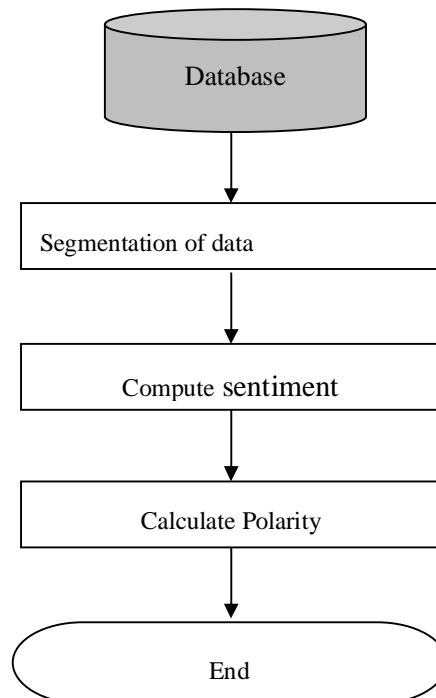 Database
Segmentation of data
Compute sentiment
Calculate Polarity
End